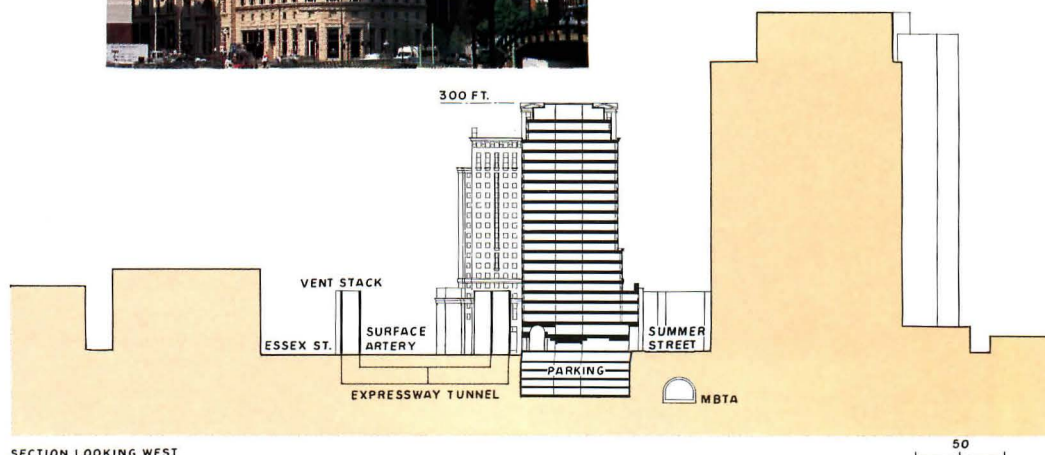 300 FT.
VENT STACK
ESSEX ST.
SURFACE
ARTERY
SUMMER
STREET
PARKING
EXPRESSWAY TUNNEL
MBTA
SECTION LOOKING WEST
50